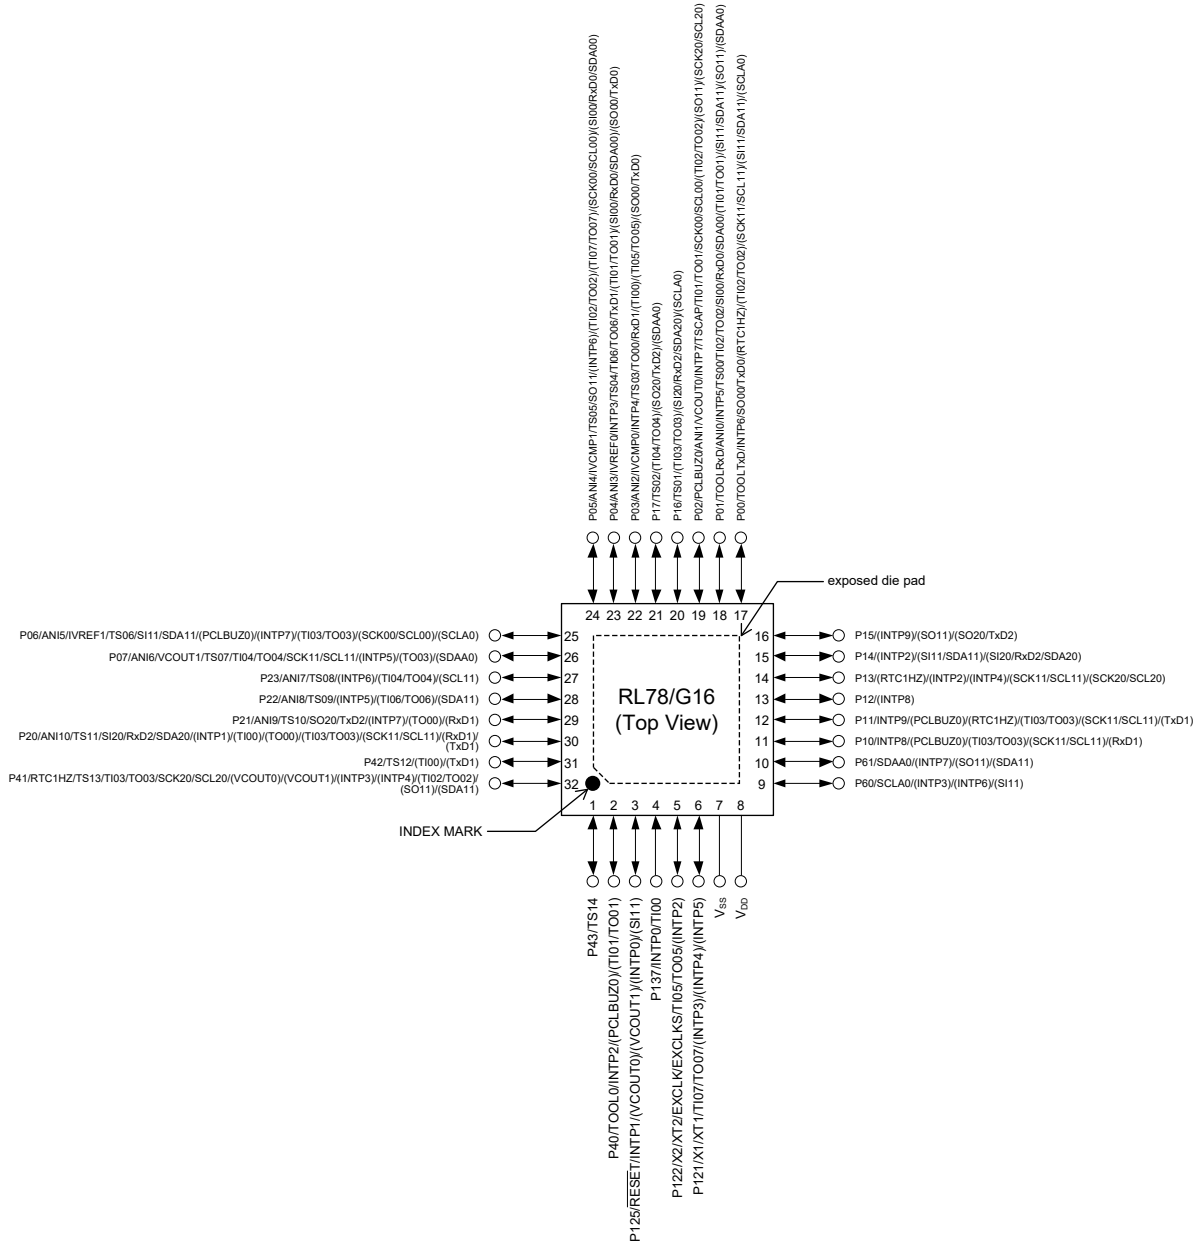 P05/ANI4/IVCMP1/TS05/SO11/(INTP6)/(TI02/TO02)/(TI07/TO07)/(SCK00/SCL00)/(SI00/RxD0/SDA00)
P04/ANI3/IVREF0/INTP3/TS04/TI06/TO06/TxD1/(TI01/TO01)/(SI00/RxD0/SDA00)/(SO00/TxD0)
P03/ANI2/IVCMP0/INTP4/TS03/TO00/RxD1/(TI00)/(TI05/TO05)/(SO00/TxD0)
P17/TS02/(TI04/TO04)/(SO20/TxD2)/(SDAA0)
P16/TS01/(TI03/TO03)/(SI20/RxD2/SDA20)/(SCLA0)
P02/PCLBUZ0/ANI1/VCOUT0/INTP7/TSCAP/TI01/TO01/SCK00/SCL00/(TI02/TO02)/(SO11)/(SCK20/SCL20)
P01/TOOLRxD/ANI0/INTP5/TS00/TI02/TO02/SI00/RxD0/SDA00/(TI01/TO01)/(SI11/SDA11)/(SO11)/(SDAA0)
P00/TOOLTxD/INTP6/SO00/TxD0/(RTC1HZ)/(TI02/TO02)/(SCK11/SCL11)/(SI11/SDA11)/(SCLA0)
exposed die pad
24 23 22 21 20 19 18 17
P06/ANI5/IVREF1/TS06/SI11/SDA11/(PCLBUZ0)/(INTP7)/(TI03/TO03)/(SCK00/SCL00)/(SCLA0) 25
P07/ANI6/VCOUT1/TS07/TI04/TO04/SCK11/SCL11/(INTP5)/(TO03)/(SDAA0) 26
P23/ANI7/TS08/(INTP6)/(TI04/TO04)/(SCL11) 27
P22/ANI8/TS09/(INTP5)/(TI06/TO06)/(SDA11) 28
P21/ANI9/TS10/SO20/TxD2/(INTP7)/(TO00)/(RxD1) 29
P20/ANI10/TS11/SI20/RxD2/SDA20/(INTP1)/(TI00)/(TO00)/(TI03/TO03)/(SCK11/SCL11)/(RxD1)/
(TxD1) 30
P42/TS12/(TI00)/(TxD1) 31
P41/RTC1HZ/TS13/TI03/TO03/SCK20/SCL20/(VCOUT0)/(VCOUT1)/(INTP3)/(INTP4)/(TI02/TO02)/
(SO11)/(SDA11) 32
RL78/G16
(Top View)
16 P15/(INTP9)/(SO11)/(SO20/TxD2)
15 P14/(INTP2)/(SI11/SDA11)/(SI20/RxD2/SDA20)
14 P13/(RTC1HZ)/(INTP2)/(INTP4)/(SCK11/SCL11)/(SCK20/SCL20)
13 P12/(INTP8)
12 P11/INTP9/(PCLBUZ0)/(RTC1HZ)/(TI03/TO03)/(SCK11/SCL11)/(TxD1)
11 P10/INTP8/(PCLBUZ0)/(TI03/TO03)/(SCK11/SCL11)/(RxD1)
10 P61/SDAA0/(INTP7)/(SO11)/(SDA11)
9 P60/SCLA0/(INTP3)/(INTP6)/(SI11)
1 2 3 4 5 6 7 8
INDEX MARK
P43/TS14
P40/TOOL0/INTP2/(PCLBUZ0)/(TI01/TO01)
P125/RESET/INTP1/(VCOUT0)/(VCOUT1)/(INTP0)/(SI11)
P137/INTP0/TI00
P122/X2/XT2/EXCLK/EXCLKS/TI05/TO05/(INTP2)
P121/X1/XT1/TI07/TO07/(INTP3)/(INTP4)/(INTP5)
VSS
VDD